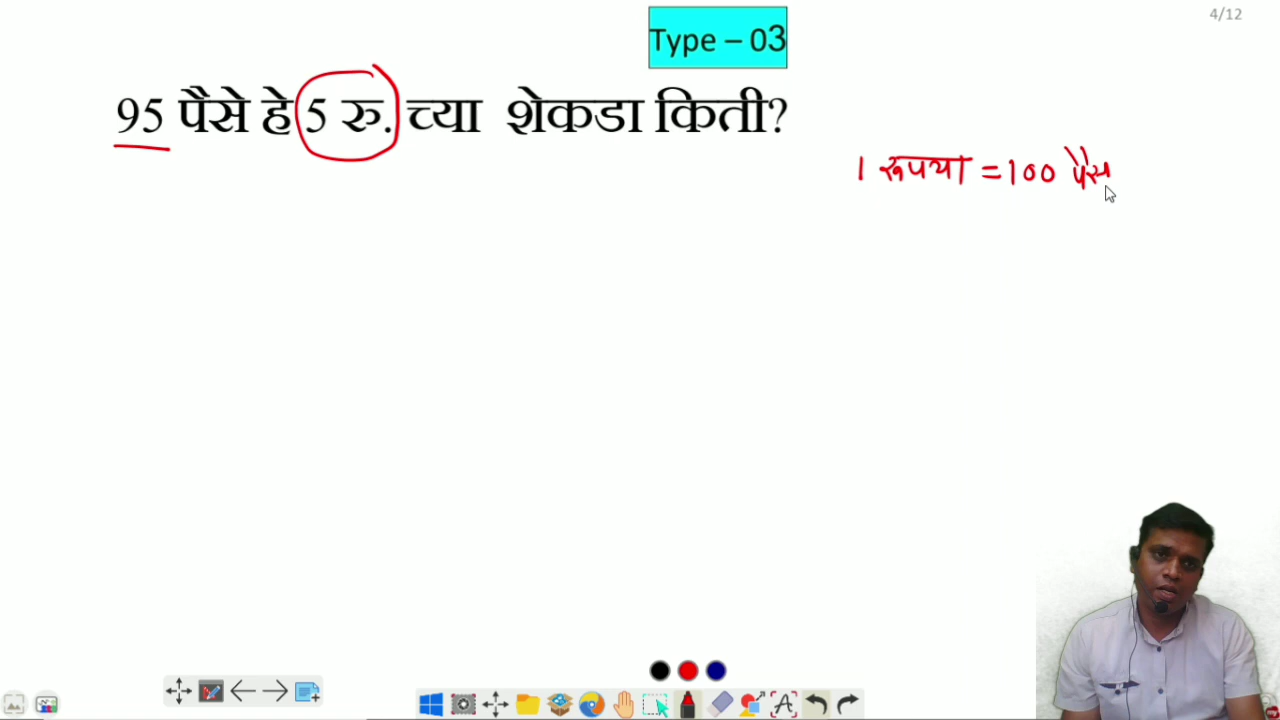 4/12
Type – 03
95 पैसे हे 5 रु. च्या शेकडा किती?
1 रूपया = 100 पैसे